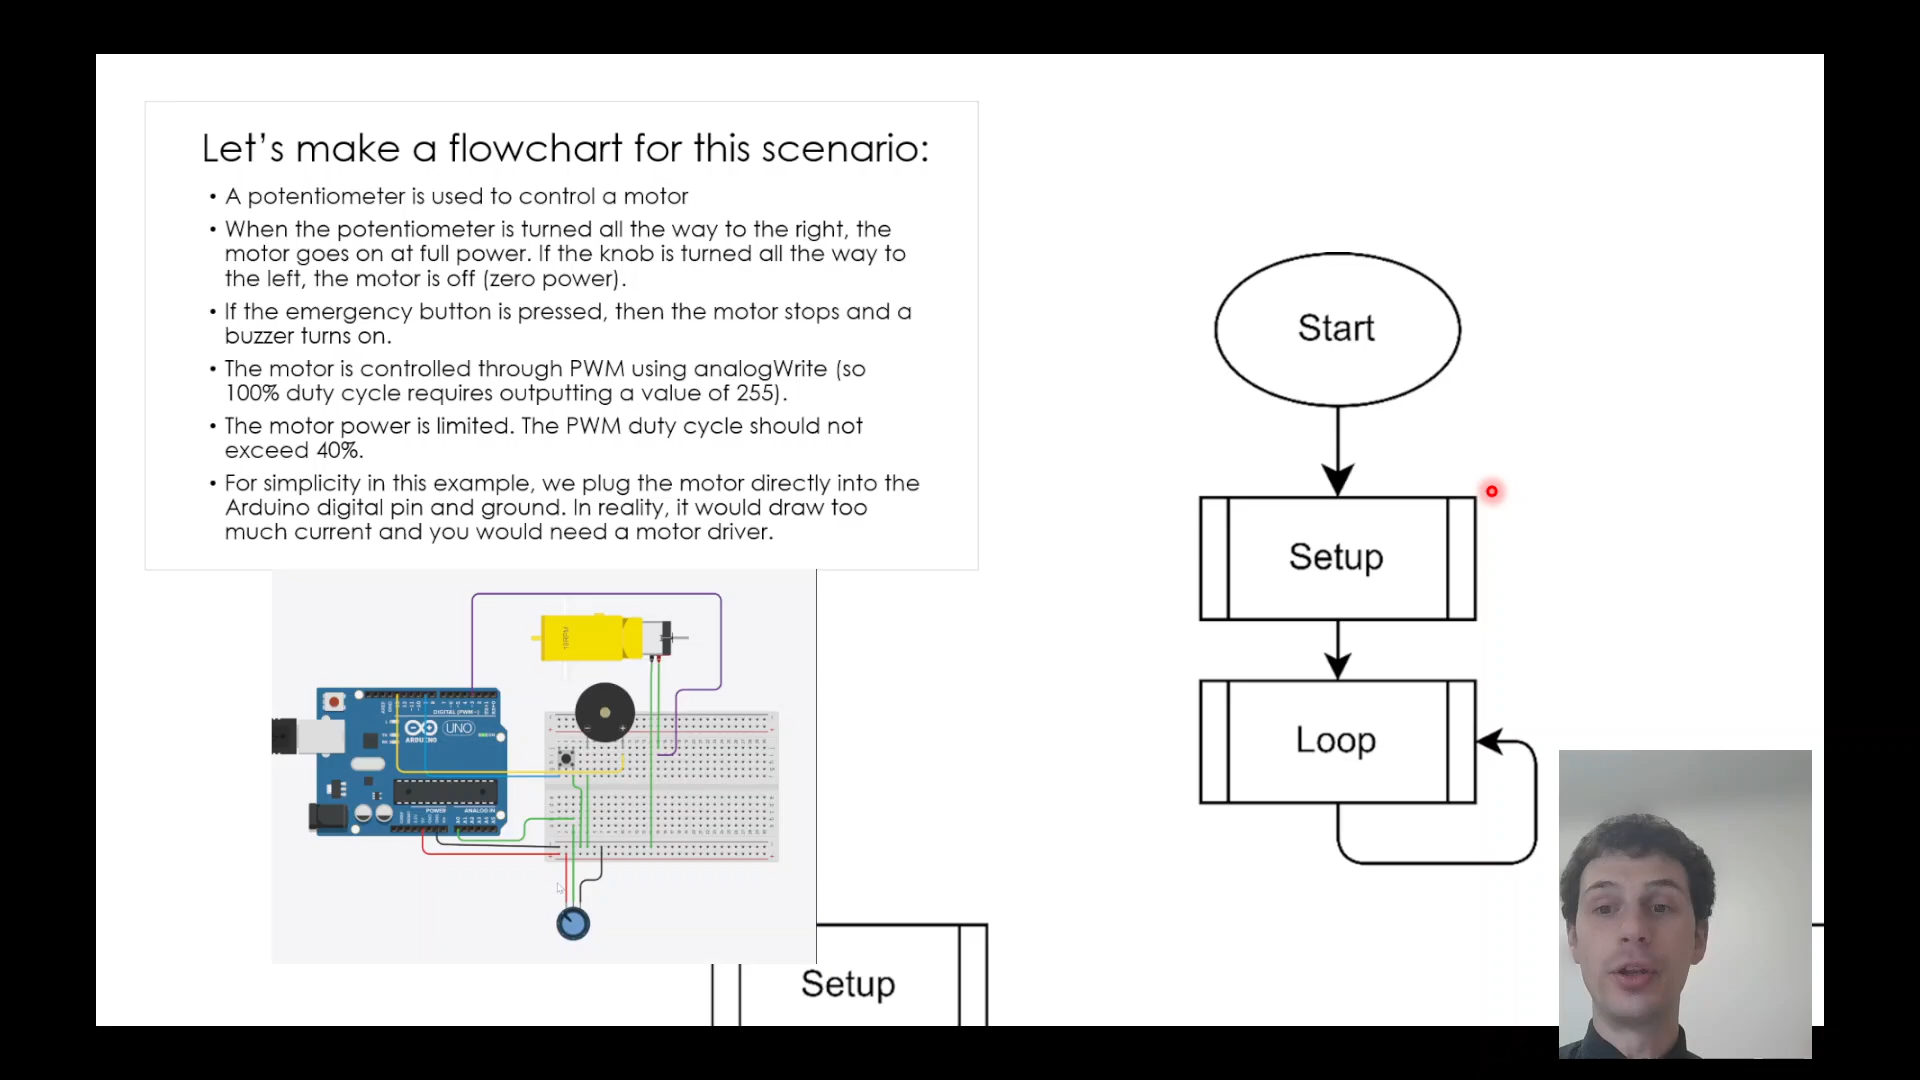 Let's make a flowchart for this scenario:
• A potentiometer is used to control a motor
• When the potentiometer is turned all the way to the right, the
motor goes on at full power. If the knob is turned all the way to
the left, the motor is off (zero power).
• If the emergency button is pressed, then the motor stops and a
buzzer turns on.
• The motor is controlled through PWM using analogWrite (so
100% duty cycle requires outputting a value of 255).
• The motor power is limited. The PWM duty cycle should not
exceed 40%.
• For simplicity in this example, we plug the motor directly into the
Arduino digital pin and ground. In reality, it would draw too
much current and you would need a motor driver.
Start
Setup
Loop
DIGITAL (PWM~)
UNO
ARDUINO
POWER
ANALOG IN
Setup